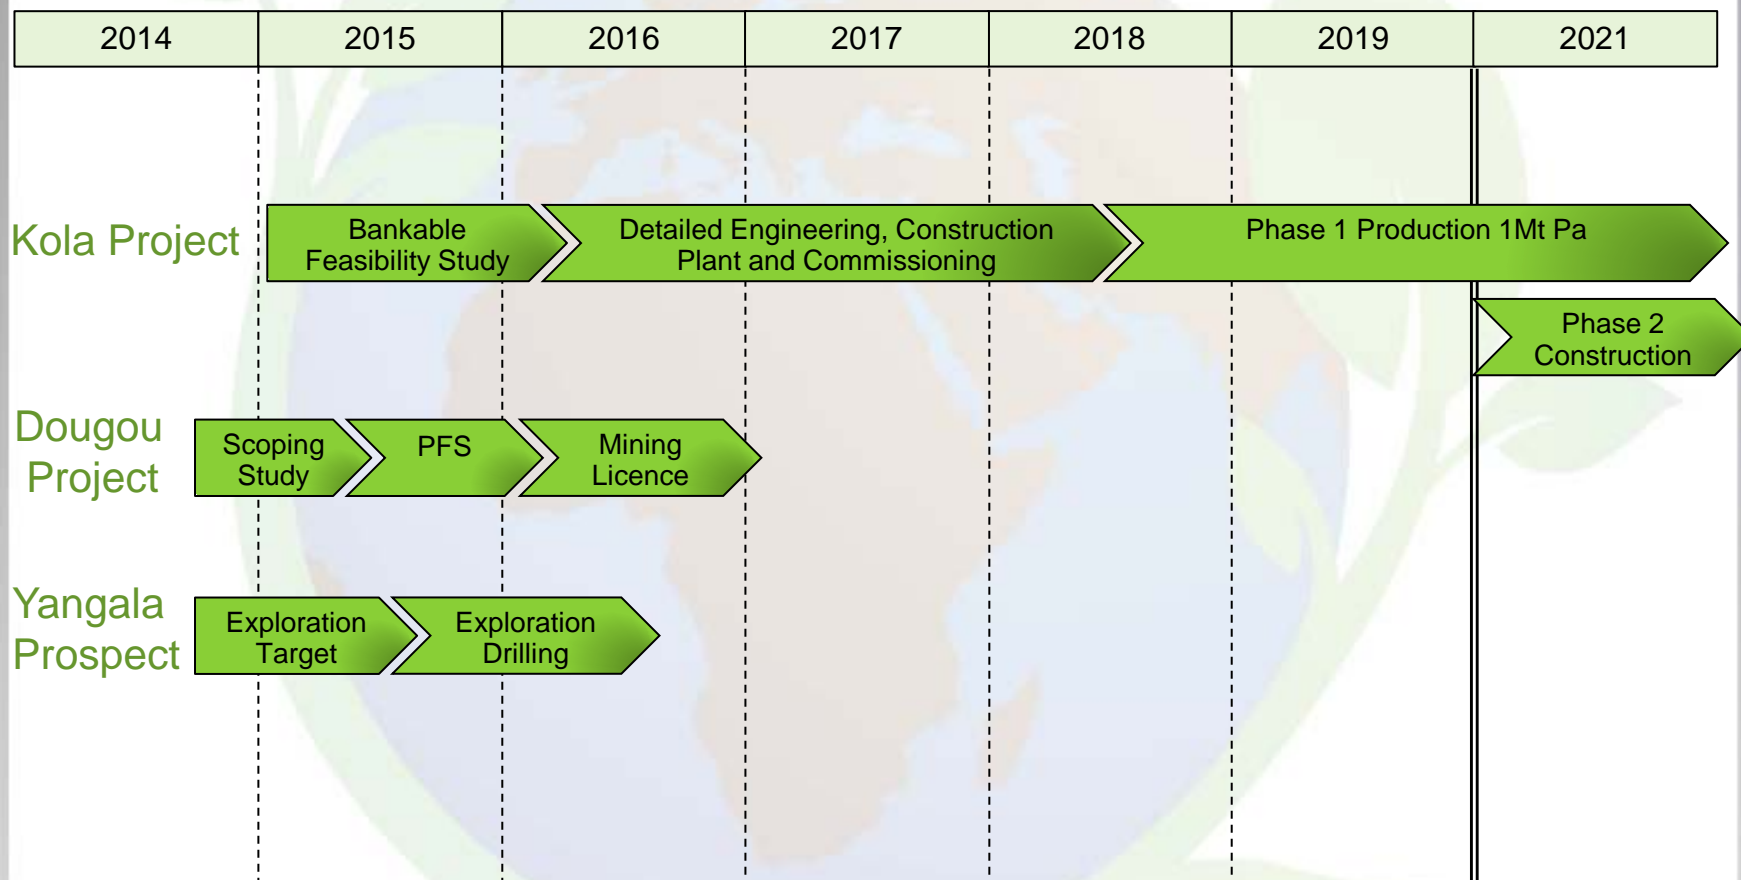 2014 2015 2016 2017 2018 2019 2021
Kola Project
Bankable
Feasibility Study
Detailed Engineering, Construction
Plant and Commissioning
Phase 1 Production 1Mt Pa
Phase 2
Construction
Dougou
Project
Scoping
Study
PFS
Mining
Licence
Yangala
Prospect
Exploration
Target
Exploration
Drilling